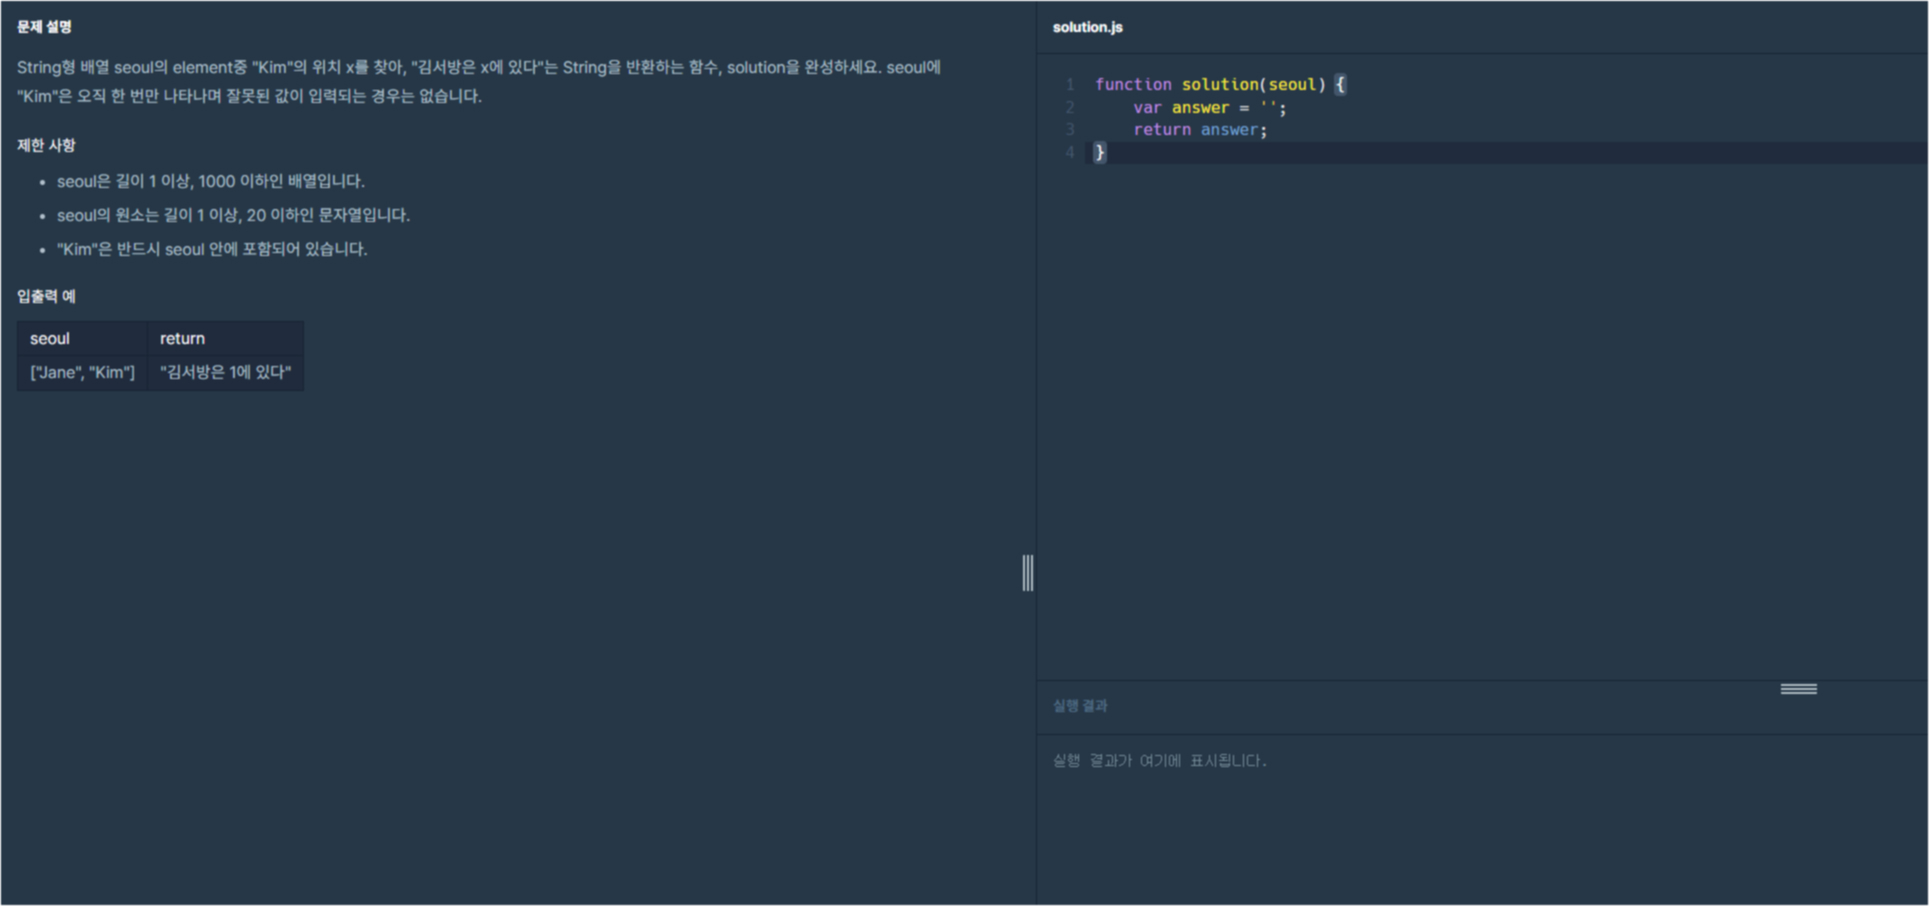 문제 설명
String형 배열 seoul의 element중 "Kim"의 위치 x를 찾아, "김서방은 x에 있다"는 String을 반환하는 함수, solution을 완성하세요. seoul에
"Kim"은 오직 한 번만 나타나며 잘못된 값이 입력되는 경우는 없습니다.
제한 사항
• seoul은 길이 1 이상, 1000 이하인 배열입니다.
• seoul의 원소는 길이 1 이상, 20 이하인 문자열입니다.
• "Kim"은 반드시 seoul 안에 포함되어 있습니다.
입출력 예
seoul return
["Jane", "Kim"] "김서방은 1에 있다"
solution.js
1 function solution(seoul) {
2     var answer = '';
3     return answer;
4 }
실행 결과
실행 결과가 여기에 표시됩니다.